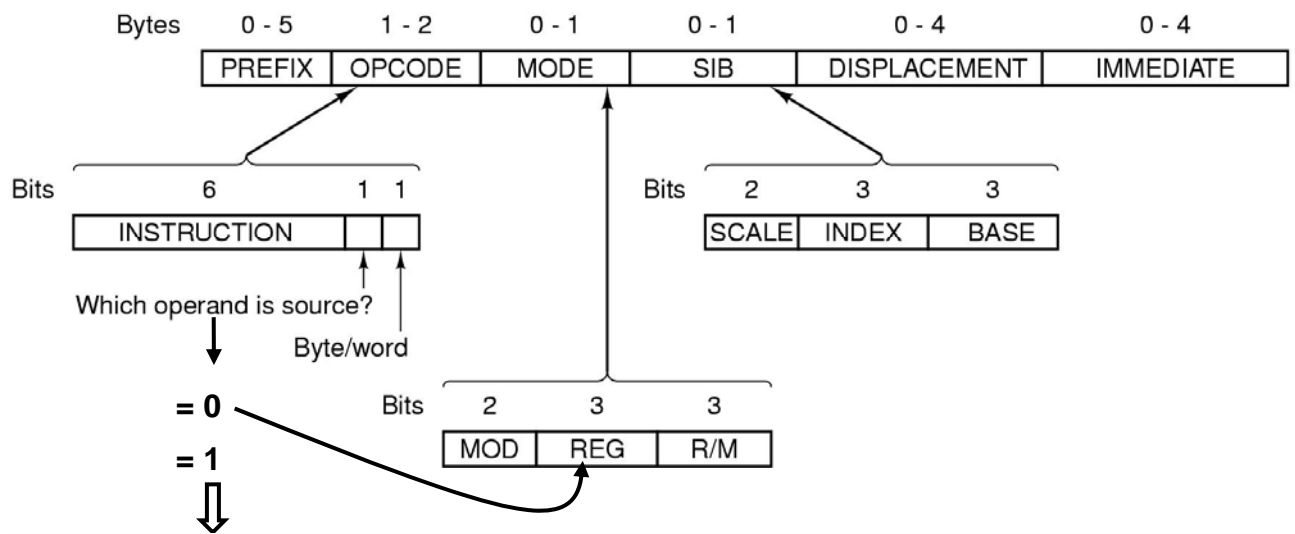 Bytes 0 - 5 1 - 2 0 - 1 0 - 1 0 - 4 0 - 4
PREFIX OPCODE MODE SIB DISPLACEMENT IMMEDIATE
Bits 6 1 1
INSTRUCTION
Which operand is source?
Byte/word
= 0
= 1
Bits 2 3 3
MOD REG R/M
Bits 2 3 3
SCALE INDEX BASE